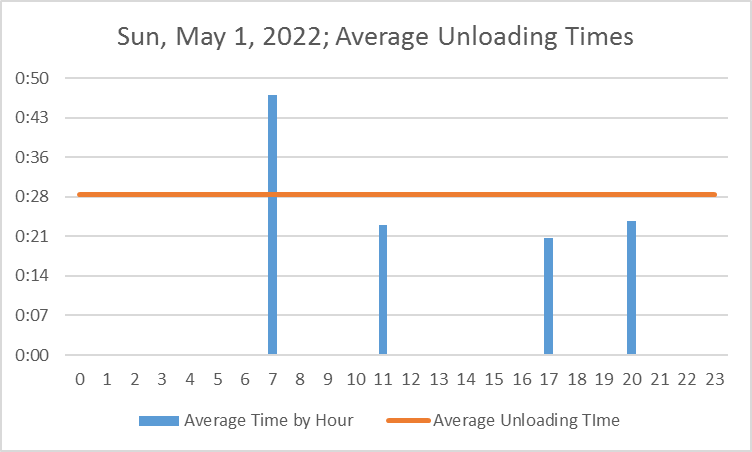 Sun, May 1, 2022; Average Unloading Times
0:50
0:43
0:36
0:28
0:21
0:14
0:07
0:00
0 1 2 3 4 5 6 7 8 9 10 11 12 13 14 15 16 17 18 19 20 21 22 23
Average Time by Hour Average Unloading TIme